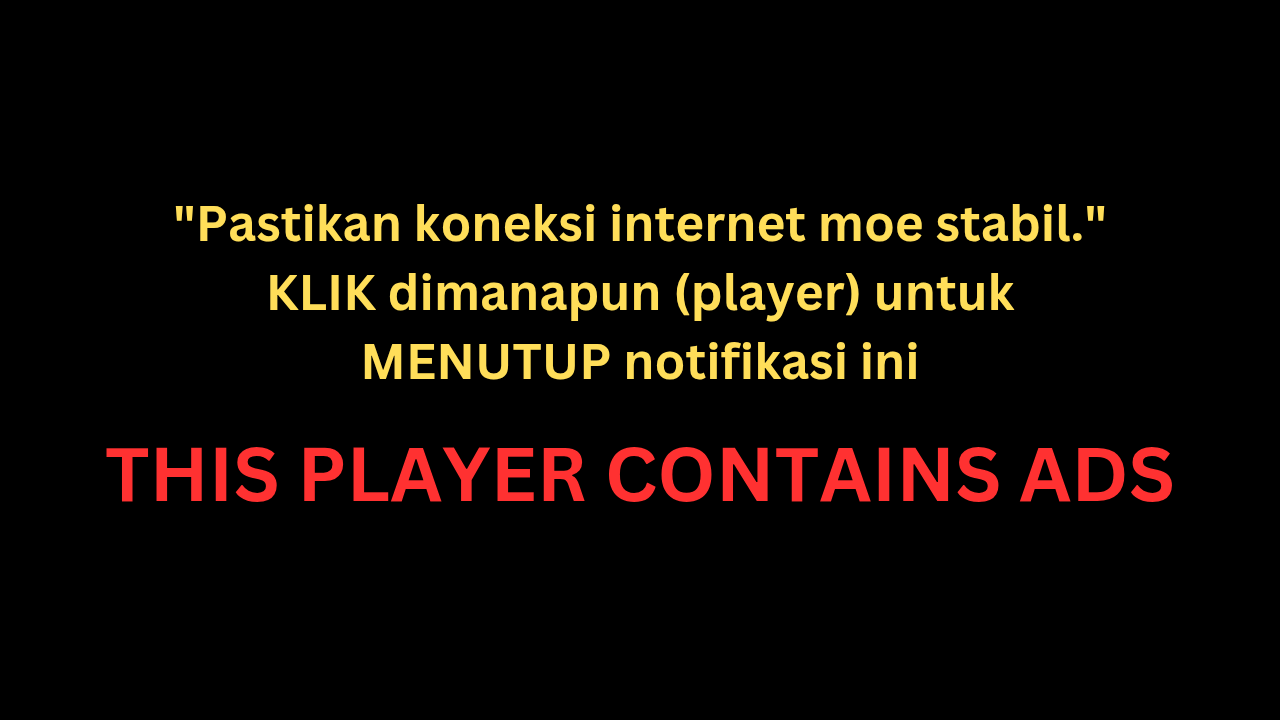 "Pastikan koneksi internet moe stabil."
KLIK dimanapun (player) untuk
MENUTUP notifikasi ini
THIS PLAYER CONTAINS ADS